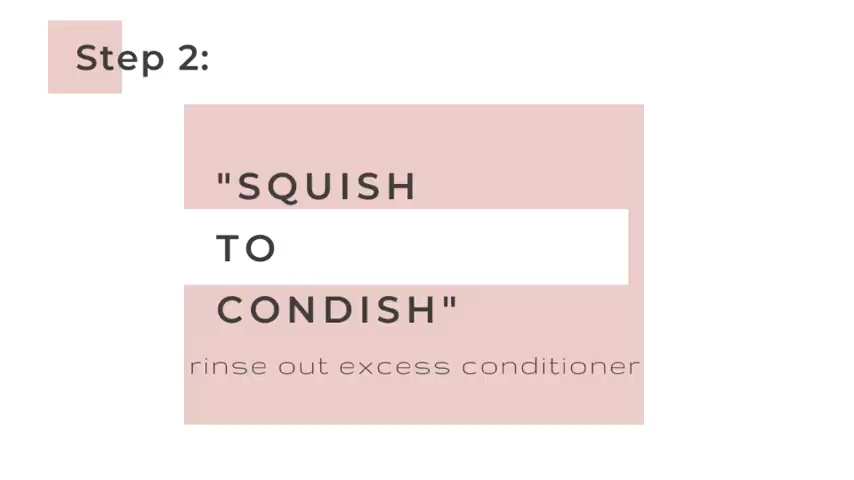 Step 2:
"SQUISH
TO
CONDISH"
rinse out excess conditioner